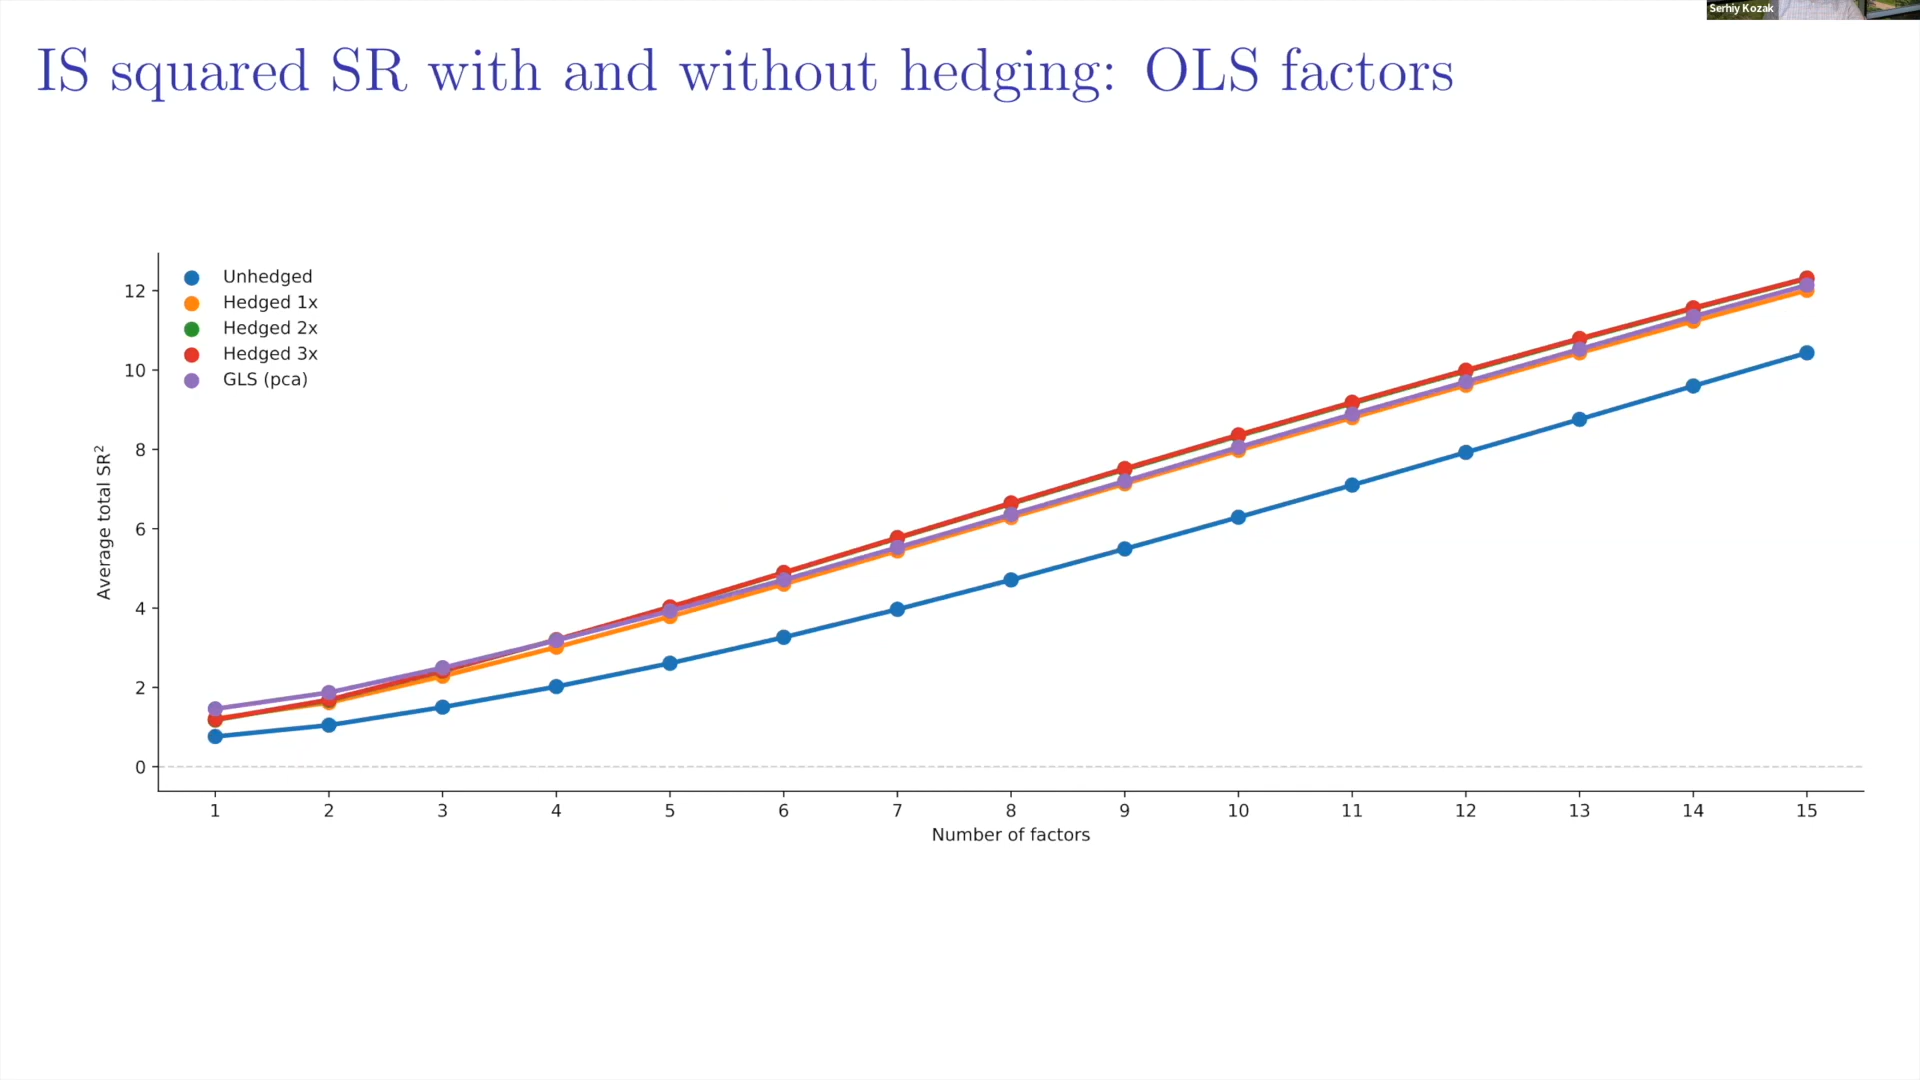 Serhiy Kozak
IS squared SR with and without hedging: OLS factors
Unhedged
Hedged 1x
Hedged 2x
Hedged 3x
GLS (pca)
12
10
8
6
4
2
0
Average total SR²
1 2 3 4 5 6 7 8 9 10 11 12 13 14 15
Number of factors